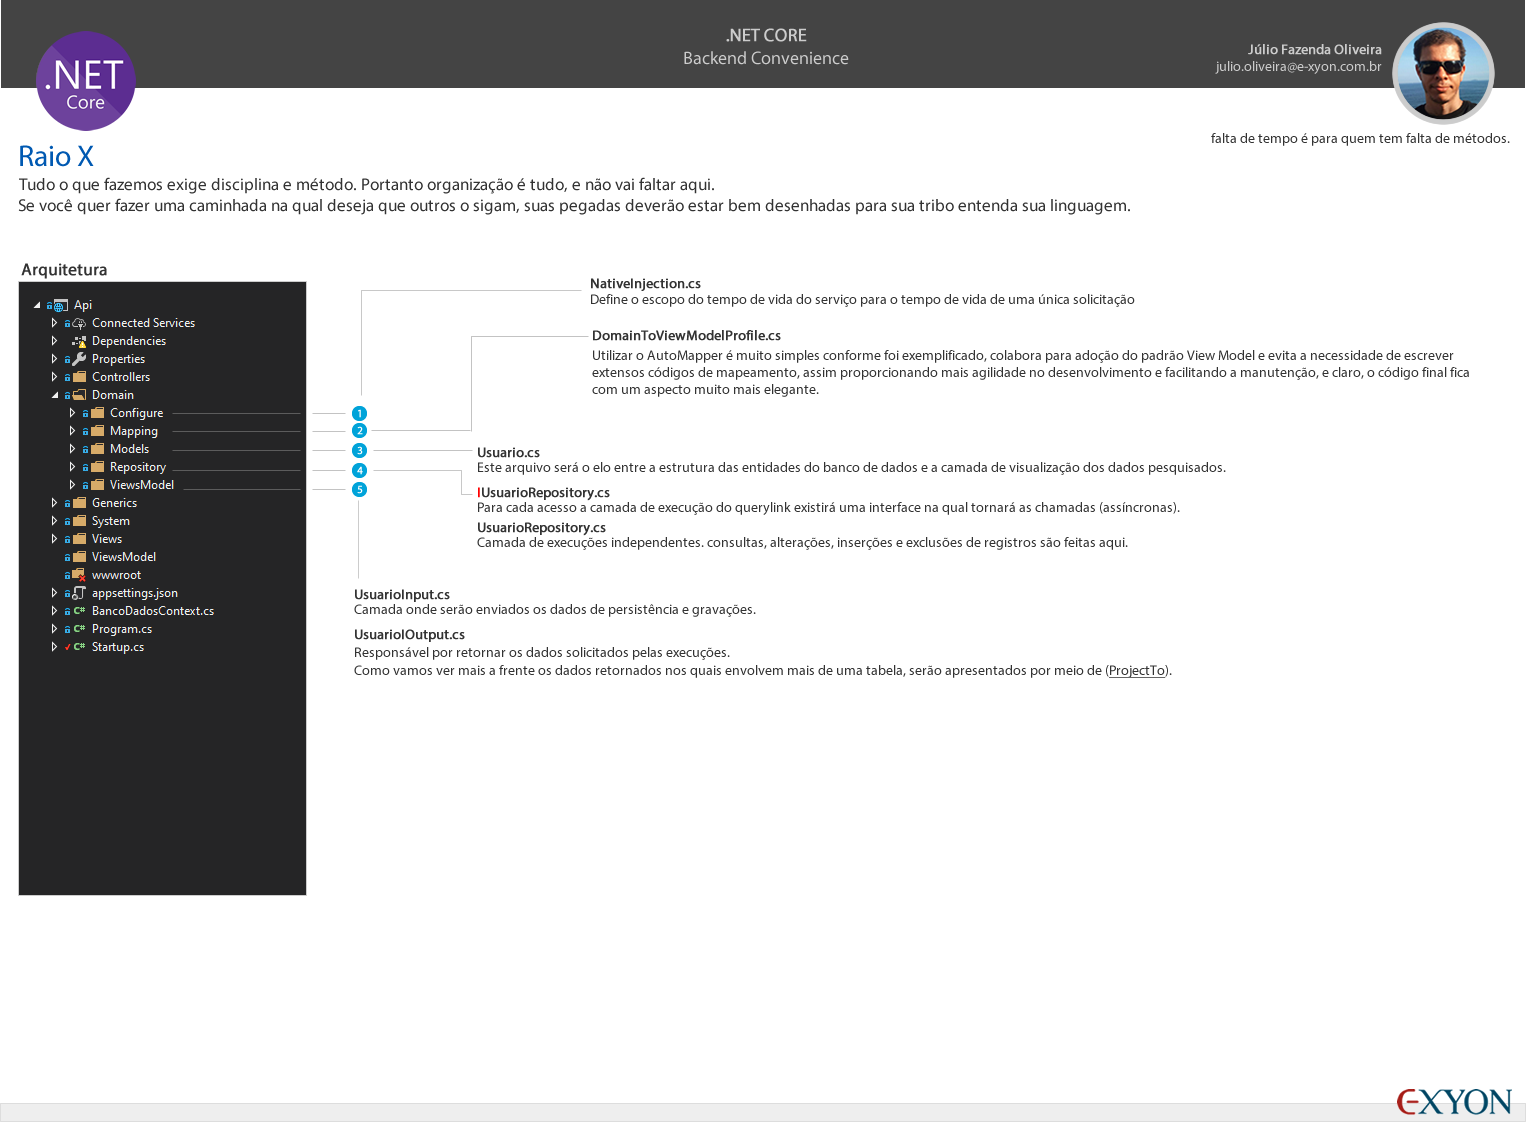 .NET CORE
Backend Convenience
.NET
Core
Júlio Fazenda Oliveira
julio.oliveira@e-xyon.com.br
falta de tempo é para quem tem falta de métodos.
Raio X
Tudo o que fazemos exige disciplina e método. Portanto organização é tudo, e não vai faltar aqui.
Se você quer fazer uma caminhada na qual deseja que outros o sigam, suas pegadas deverão estar bem desenhadas para sua tribo entenda sua linguagem.
Arquitetura
Api
Connected Services
Dependencies
Properties
Controllers
Domain
Configure
Mapping
Models
Repository
ViewsModel
Generics
System
Views
ViewsModel
wwwroot
appsettings.json
C# BancoDadosContext.cs
C# Program.cs
C# Startup.cs
1
2
3
4
5
NativeInjection.cs
Define o escopo do tempo de vida do serviço para o tempo de vida de uma única solicitação
DomainToViewModelProfile.cs
Utilizar o AutoMapper é muito simples conforme foi exemplificado, colabora para adoção do padrão View Model e evita a necessidade de escrever
extensos códigos de mapeamento, assim proporcionando mais agilidade no desenvolvimento e facilitando a manutenção, e claro, o código final fica
com um aspecto muito mais elegante.
Usuario.cs
Este arquivo será o elo entre a estrutura das entidades do banco de dados e a camada de visualização dos dados pesquisados.
IUsuarioRepository.cs
Para cada acesso a camada de execução do querylink existirá uma interface na qual tornará as chamadas (assíncronas).
UsuarioRepository.cs
Camada de execuções independentes. consultas, alterações, inserções e exclusões de registros são feitas aqui.
UsuarioInput.cs
Camada onde serão enviados os dados de persistência e gravações.
UsuarioIOutput.cs
Responsável por retornar os dados solicitados pelas execuções.
Como vamos ver mais a frente os dados retornados nos quais envolvem mais de uma tabela, serão apresentados por meio de (ProjectTo).
e-XYON